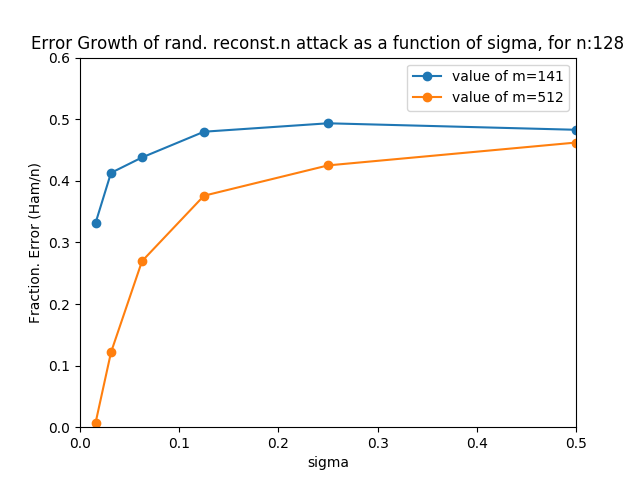 Error Growth of rand. reconst.n attack as a function of sigma, for n:128
value of m=141
value of m=512
Fraction. Error (Ham/n)
0.6
0.5
0.4
0.3
0.2
0.1
0.0
0.0 0.1 0.2 0.3 0.4 0.5
sigma